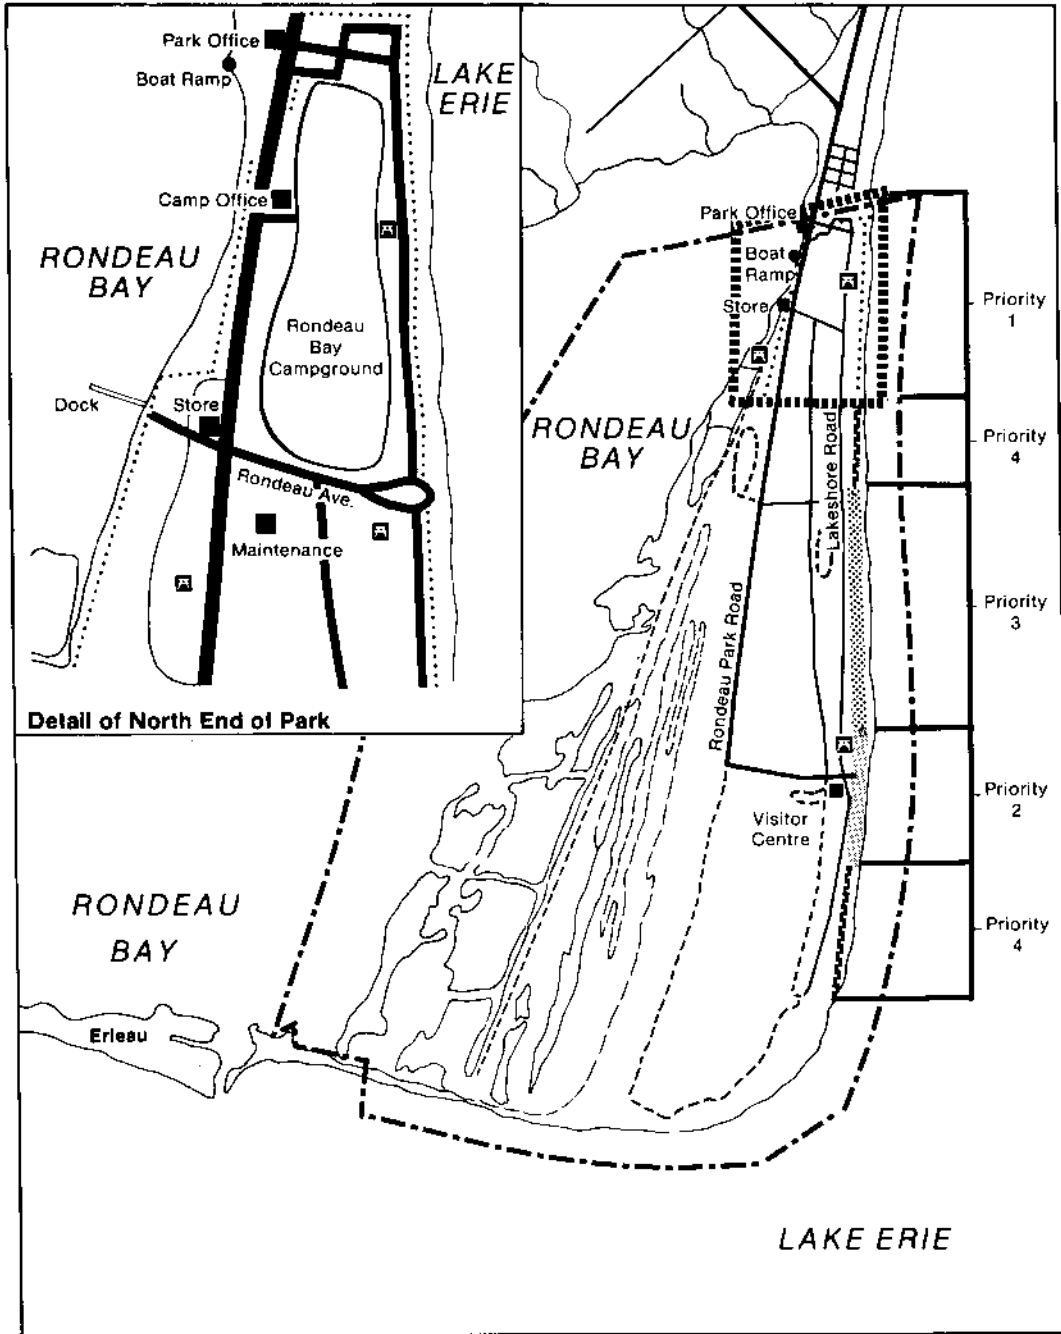 Park Office
Boat Ramp
LAKE
ERIE
Camp Office
RONDEAU
BAY
Rondeau
Bay
Campground
Dock
Store
Rondeau Ave.
Maintenance
Detail of North End of Park
Park Office
Boat
Ramp
Store
RONDEAU
BAY
Lakeshore Road
Rondeau Park Road
Visitor
Centre
Priority
1
Priority
4
Priority
3
Priority
2
Priority
4
RONDEAU
BAY
Erieau
LAKE ERIE